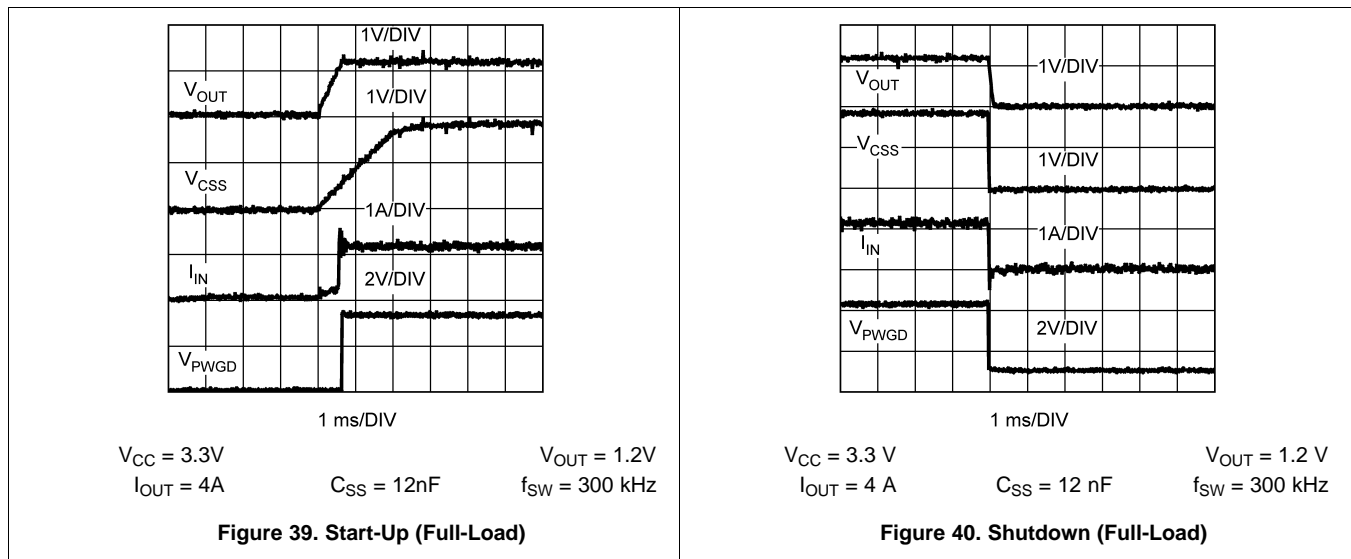 1V/DIV
V_OUT
1V/DIV
V_CSS
1A/DIV
I_IN
2V/DIV
V_PWGD
1 ms/DIV
V_CC = 3.3V V_OUT = 1.2V
I_OUT = 4A C_SS = 12nF f_SW = 300 kHz
Figure 39. Start-Up (Full-Load)
1V/DIV
V_OUT
V_CSS
1V/DIV
1A/DIV
I_IN
V_PWGD
2V/DIV
1 ms/DIV
V_CC = 3.3 V V_OUT = 1.2 V
I_OUT = 4 A C_SS = 12 nF f_SW = 300 kHz
Figure 40. Shutdown (Full-Load)